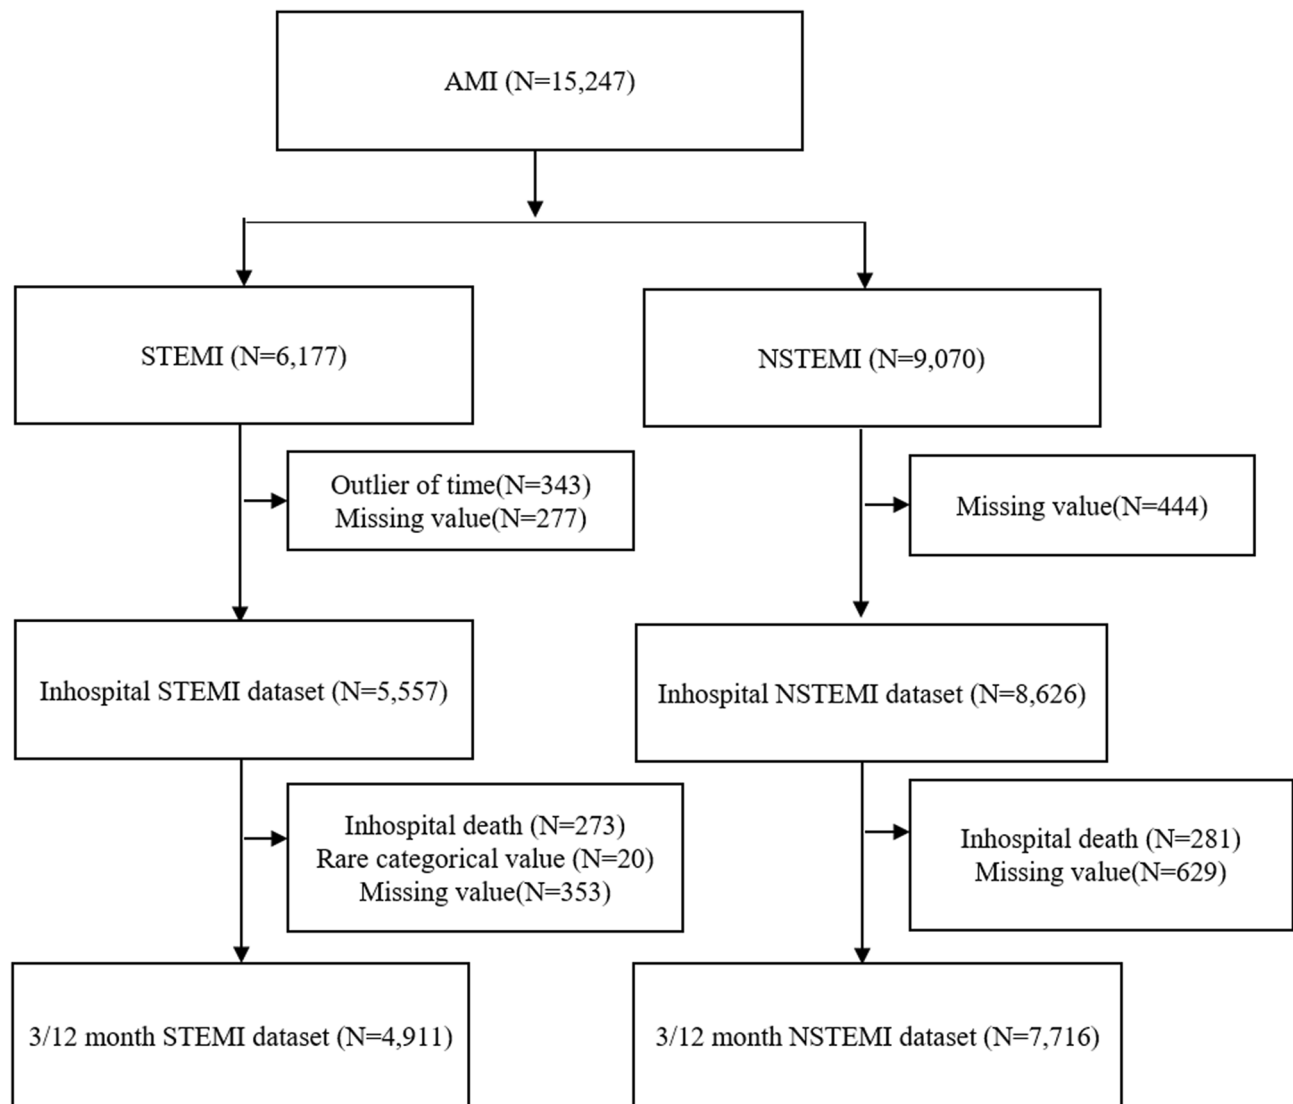 AMI (N=15,247)
STEMI (N=6,177)
NSTEMI (N=9,070)
Outlier of time(N=343)
Missing value(N=277)
Missing value(N=444)
Inhospital STEMI dataset (N=5,557)
Inhospital NSTEMI dataset (N=8,626)
Inhospital death (N=273)
Rare categorical value (N=20)
Missing value(N=353)
Inhospital death (N=281)
Missing value(N=629)
3/12 month STEMI dataset (N=4,911)
3/12 month NSTEMI dataset (N=7,716)